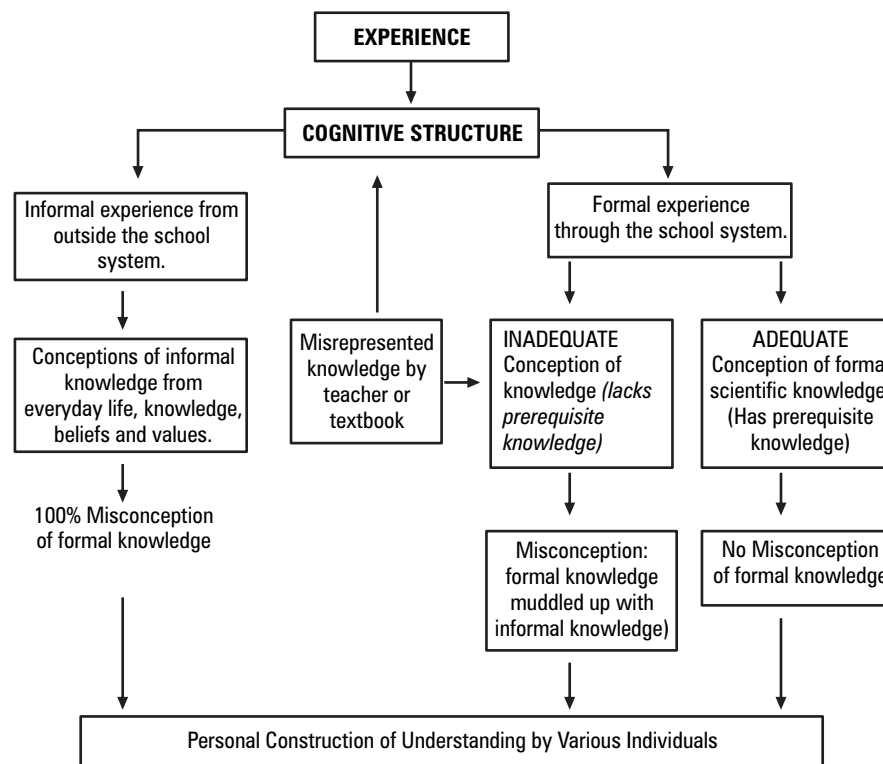 EXPERIENCE
COGNITIVE STRUCTURE
Informal experience from
outside the school
system.
Formal experience
through the school system.
Conceptions of informal
knowledge from
everyday life, knowledge,
beliefs and values.
Misrepresented
knowledge by
teacher or
textbook
INADEQUATE
Conception of
knowledge (lacks
prerequisite
knowledge)
ADEQUATE
Conception of formal
scientific knowledge
(Has prerequisite
knowledge)
100% Misconception
of formal knowledge
Misconception:
formal knowledge
muddled up with
informal knowledge)
No Misconception
of formal knowledge
Personal Construction of Understanding by Various Individuals